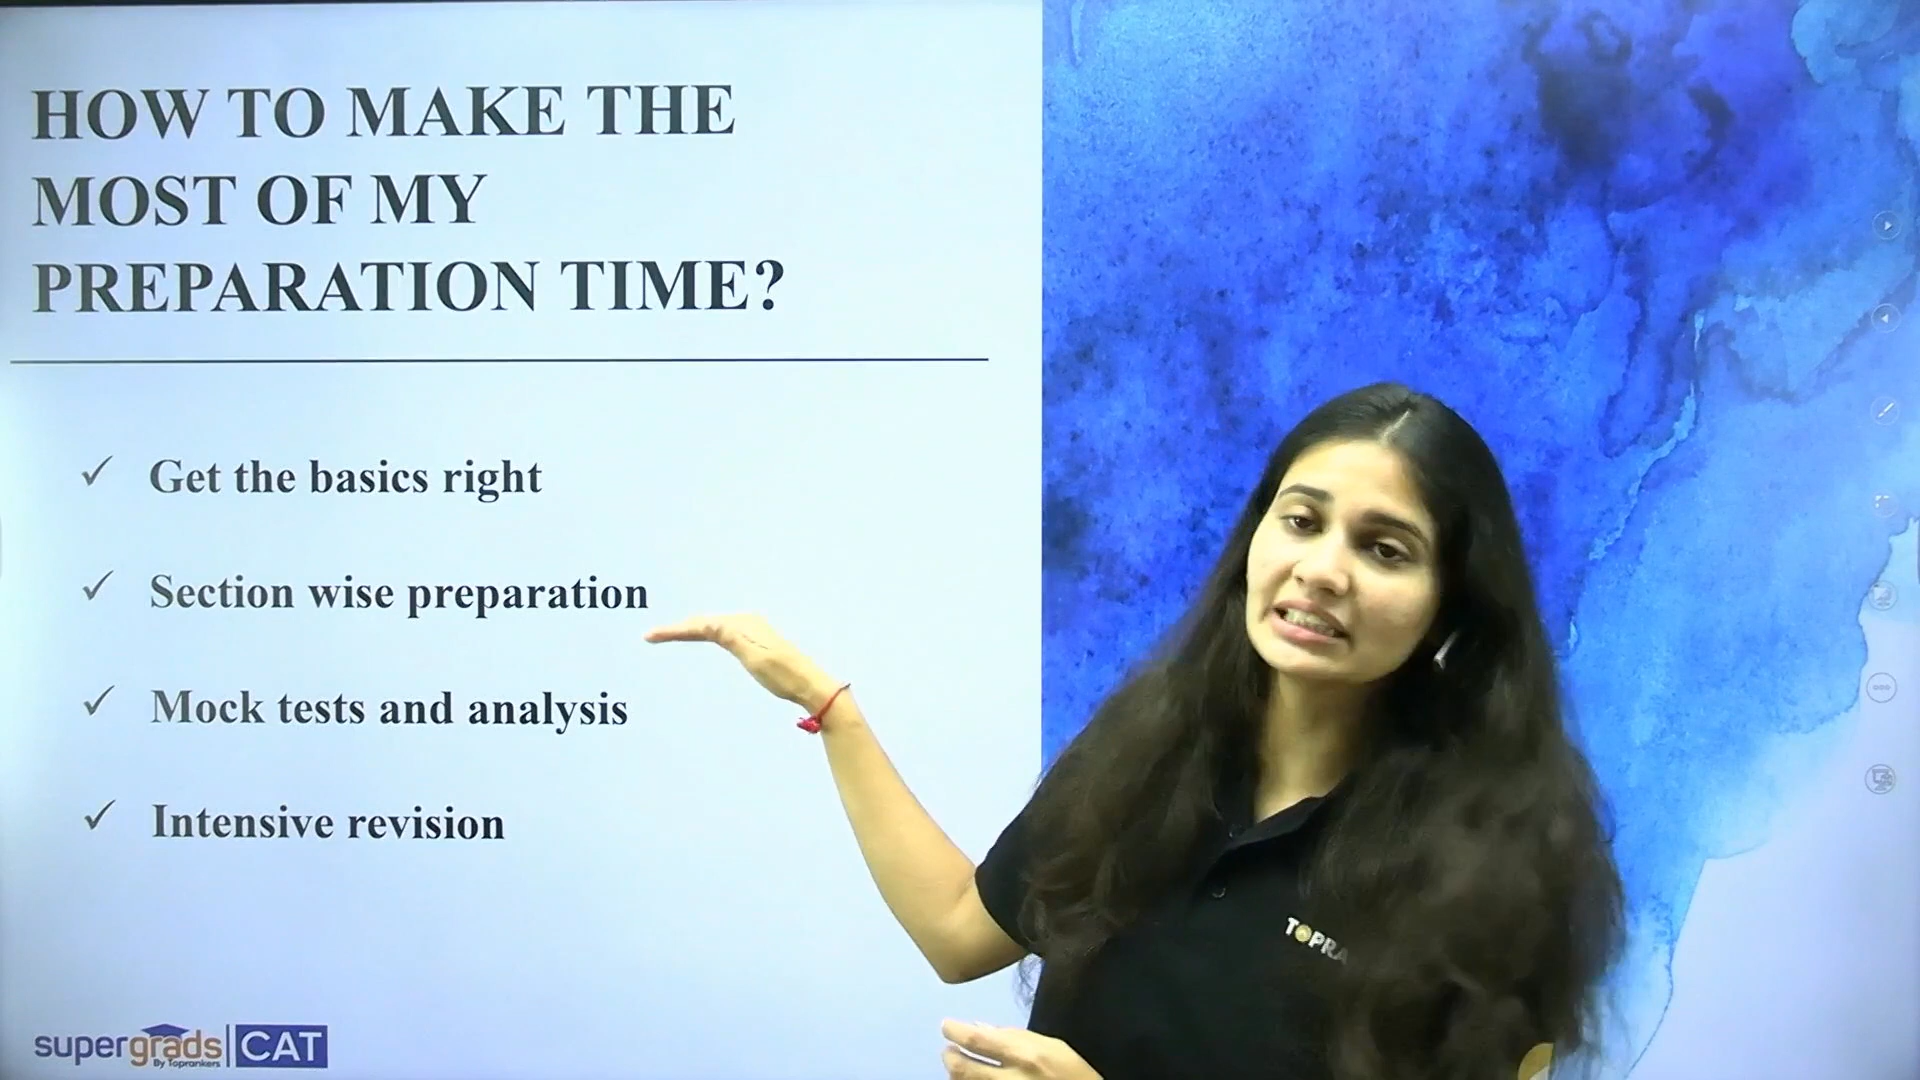 HOW TO MAKE THE
MOST OF MY
PREPARATION TIME?
✓ Get the basics right
✓ Section wise preparation
✓ Mock tests and analysis
✓ Intensive revision
supergrads CAT
By Toprankers
TOPRA